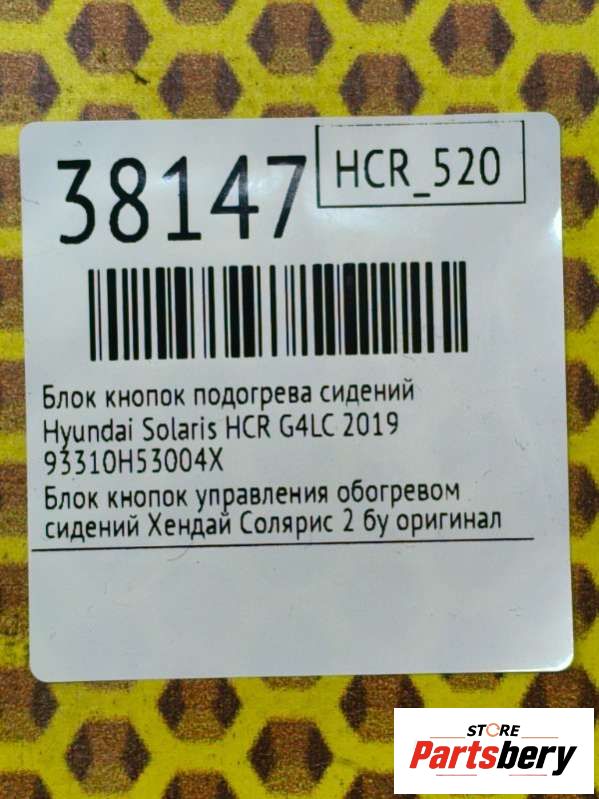 38147
HCR_520
Блок кнопок подогрева сидений
Hyundai Solaris HCR G4LC 2019
93310H53004X
Блок кнопок управления обогревом
сидений Хендай Солярис 2 бу оригинал
STORE
Partsbery